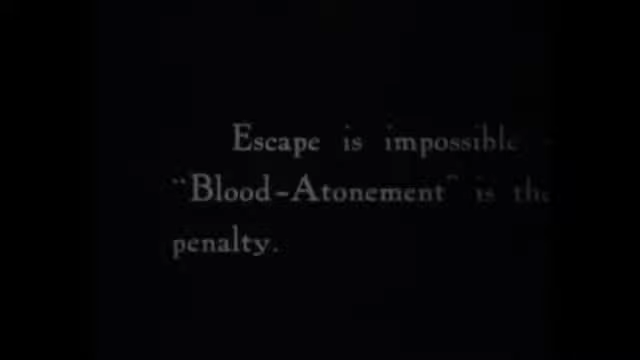 Escape is impossible -
"Blood-Atonement" is the
penalty.